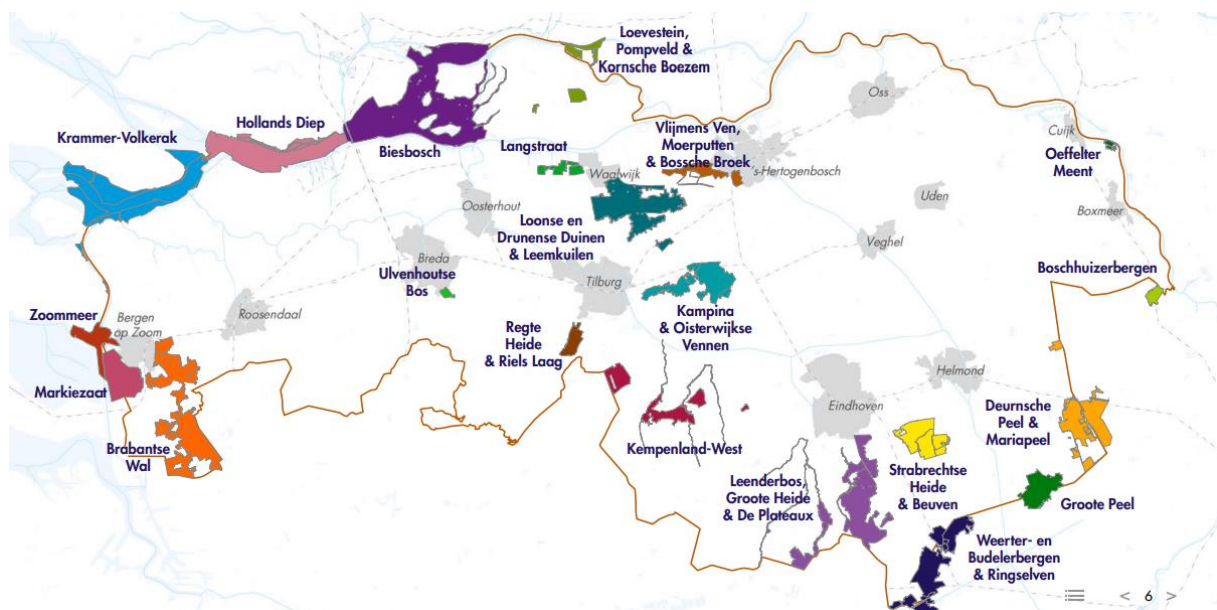 Loevestein,
Pompveld &
Kornsche Boezem
Oss
Krammer-Volkerak
Hollands Diep
Biesbosch
Langstraat
Waalwijk
Vlijmens Ven,
Moerputten
& Bossche Broek
's-Hertogenbosch
Cuijk
Oeffelter
Meent
Oosterhout
Uden
Boxmeer
Loonse en
Drunense Duinen
& Leemkuilen
Veghel
Breda
Ulvenhoutse
Bos
Tilburg
Boschhuizerbergen
Zoommeer
Bergen
op Zoom
Roosendaal
Regte
Heide
& Riels Laag
Kampina
& Oisterwijkse
Vennen
Markiezaat
Helmond
Eindhoven
Deurnsche
Peel &
Mariapeel
Brabantse
Wal
Kempenland-West
Leenderbos,
Groote Heide
& De Plateaux
Strabrechtse
Heide
& Beuven
Groote Peel
Weerter- en
Budelerbergen
& Ringselven
< 6 >